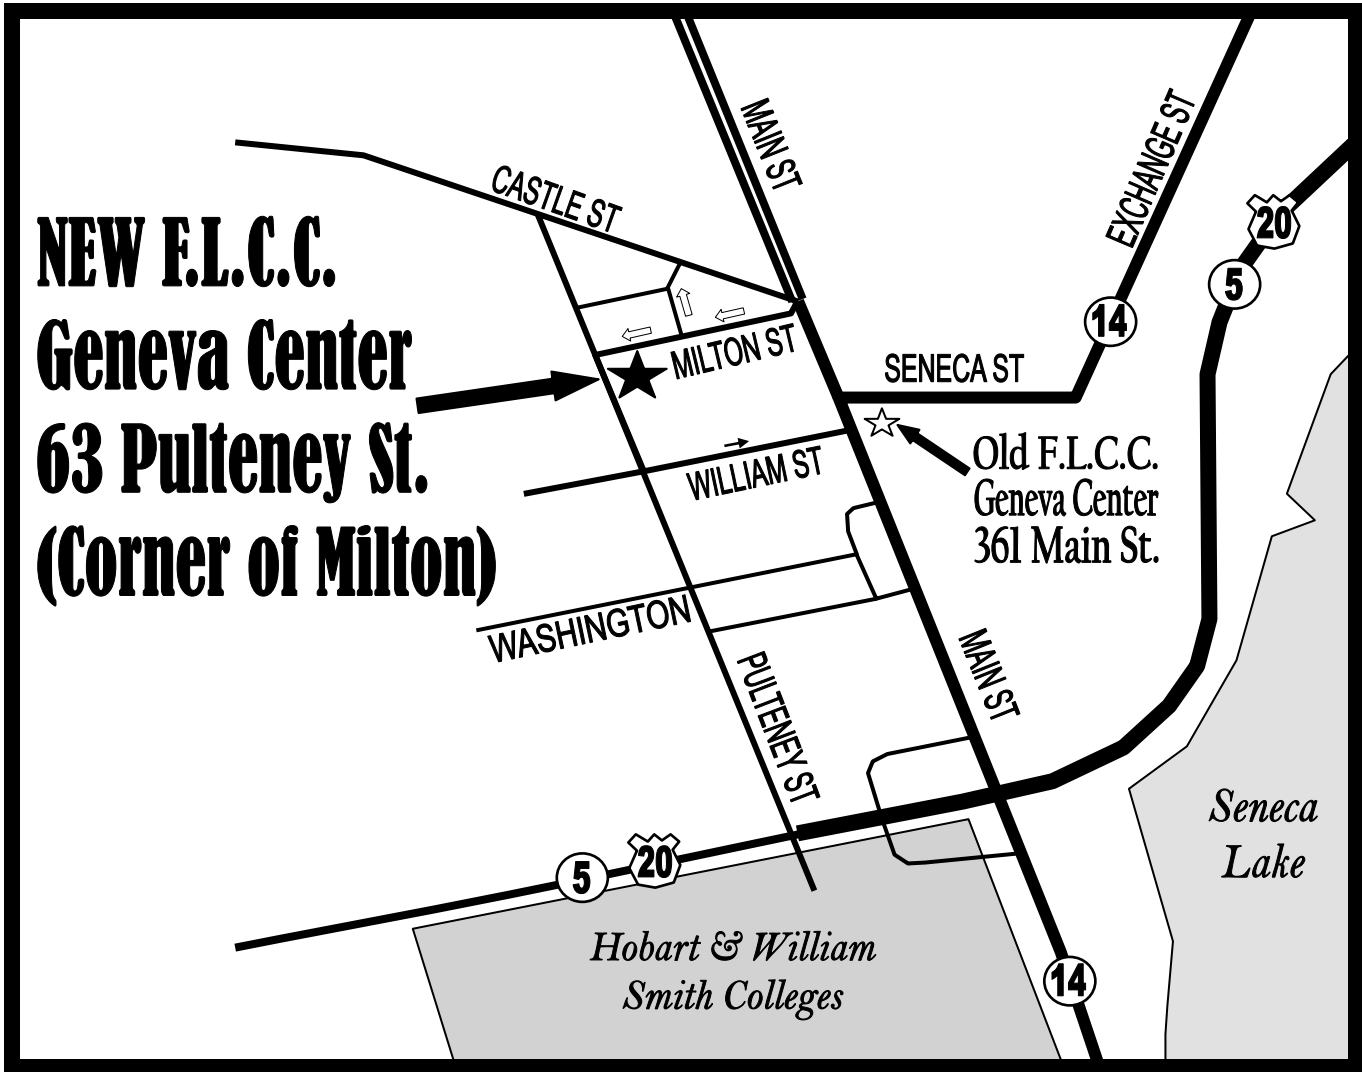 MAIN ST
EXCHANGE ST
CASTLE ST
20
NEW F.L.C.C.
Geneva Center
63 Pulteney St.
(Corner of Milton)
5
14
MILTON ST
SENECA ST
WILLIAM ST
Old F.L.C.C.
Geneva Center
361 Main St.
WASHINGTON
PULTENEY ST
MAIN ST
Seneca
Lake
5
20
Hobart & William
Smith Colleges
14